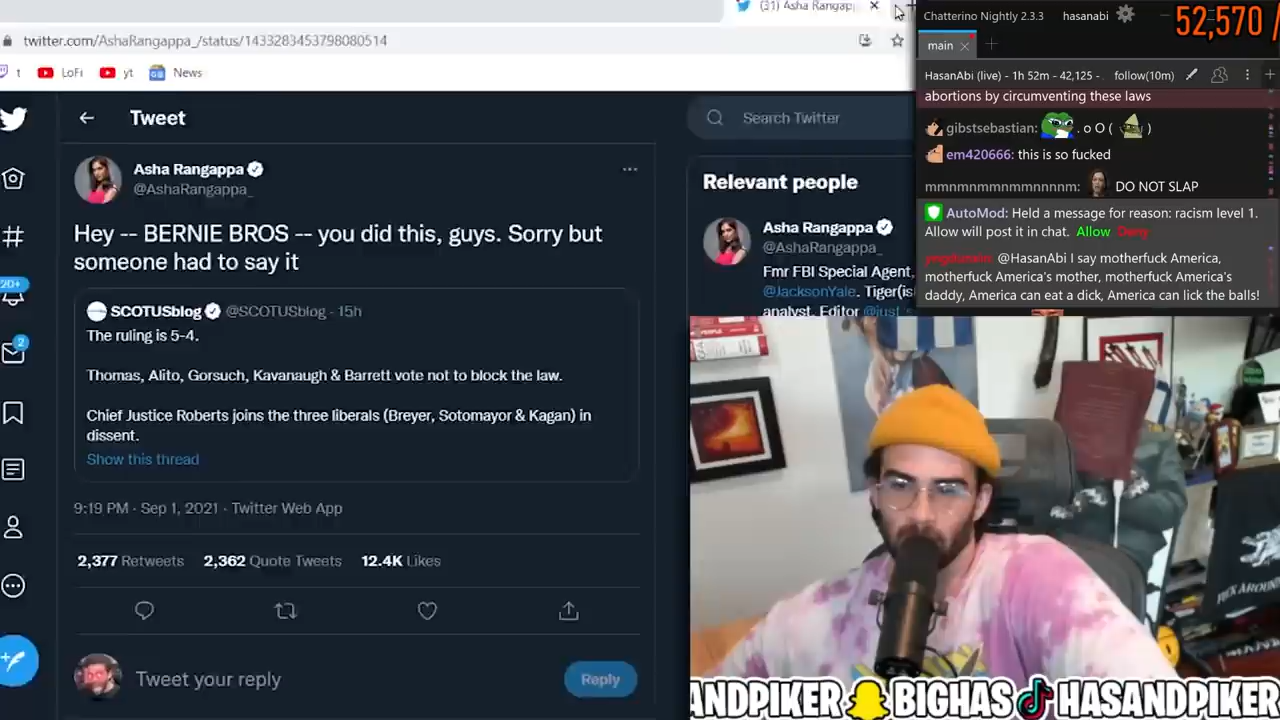 (31) Asha Rangapp
twitter.com/AshaRangappa_/status/1433283453798080514
t
LoFi
yt
News
Tweet
Search Twitter
Asha Rangappa
@AshaRangappa_
Hey -- BERNIE BROS -- you did this, guys. Sorry but
someone had to say it
SCOTUSblog @SCOTUSblog · 15h
The ruling is 5-4.
Thomas, Alito, Gorsuch, Kavanaugh & Barrett vote not to block the law.
Chief Justice Roberts joins the three liberals (Breyer, Sotomayor & Kagan) in
dissent.
Show this thread
9:19 PM · Sep 1, 2021 · Twitter Web App
2,377 Retweets 2,362 Quote Tweets 12.4K Likes
Tweet your reply
Reply
20+
2
Relevant people
Asha Rangappa
@AshaRangappa_
Fmr FBI Special Agent,
@JacksonYale. Tiger(is
analyst. Editor @just_s
Chatterino Nightly 2.3.3 hasanabi
52,570 /
main
HasanAbi (live) - 1h 52m - 42,125 - follow(10m)
abortions by circumventing these laws
gibstsebastian: . o O ( )
em420666: this is so fucked
DO NOT SLAP
AutoMod: Held a message for reason: racism level 1.
Allow will post it in chat. Allow Deny
@HasanAbi I say motherfuck America,
motherfuck America's mother, motherfuck America's
daddy, America can eat a dick, America can lick the balls!
FUCK AROUND
ANDPIKER BIGHAS HASANDPIKER